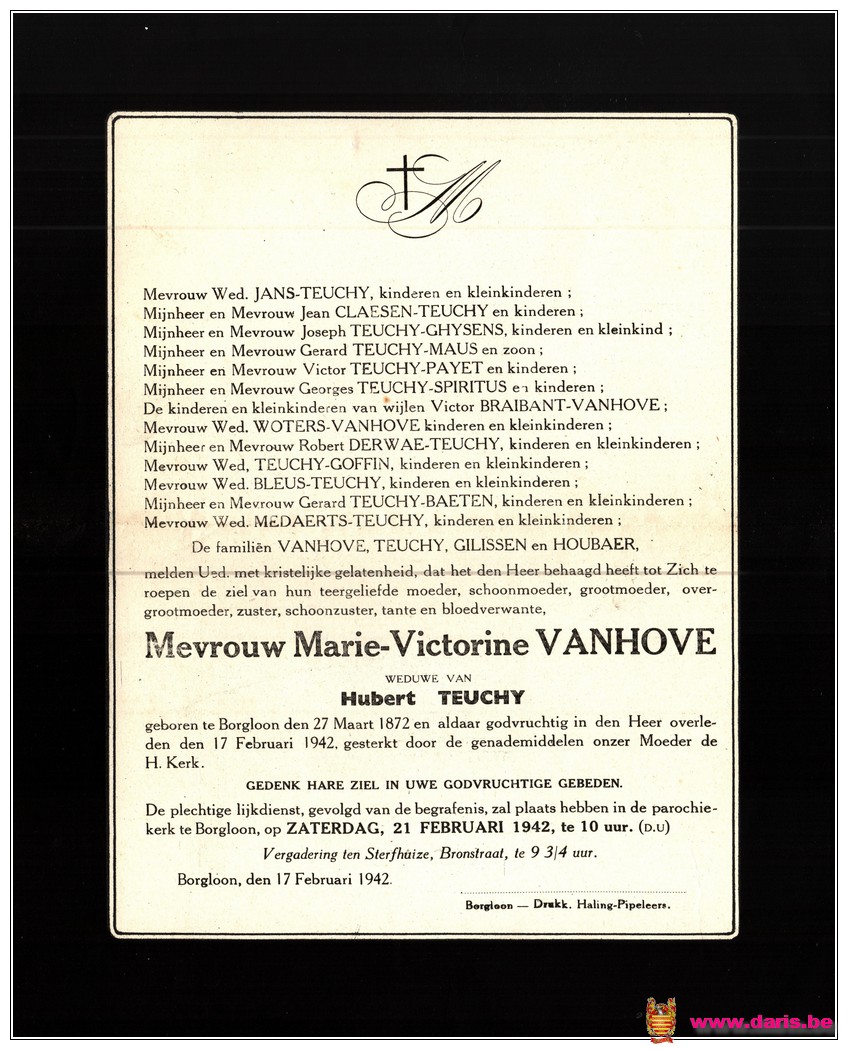 M
Mevrouw Wed. JANS-TEUCHY, kinderen en kleinkinderen ;
Mijnheer en Mevrouw Jean CLAESEN-TEUCHY en kinderen ;
Mijnheer en Mevrouw Joseph TEUCHY-GHYSENS, kinderen en kleinkind ;
Mijnheer en Mevrouw Gerard TEUCHY-MAUS en zoon ;
Mijnheer en Mevrouw Victor TEUCHY-PAYET en kinderen ;
Mijnheer en Mevrouw Georges TEUCHY-SPIRITUS en kinderen ;
De kinderen en kleinkinderen van wijlen Victor BRAIBANT-VANHOVE ;
Mevrouw Wed. WOTERS-VANHOVE kinderen en kleinkinderen ;
Mijnheer en Mevrouw Robert DERWAE-TEUCHY, kinderen en kleinkinderen ;
Mevrouw Wed, TEUCHY-GOFFIN, kinderen en kleinkinderen ;
Mevrouw Wed. BLEUS-TEUCHY, kinderen en kleinkinderen ;
Mijnheer en Mevrouw Gerard TEUCHY-BAETEN, kinderen en kleinkinderen ;
Mevrouw Wed. MEDAERTS-TEUCHY, kinderen en kleinkinderen ;
De familiën VANHOVE, TEUCHY, GILISSEN en HOUBAER,
melden Ued. met kristelijke gelatenheid, dat het den Heer behaagd heeft tot Zich te
roepen de ziel van hun teergeliefde moeder, schoonmoeder, grootmoeder, over-
grootmoeder, zuster, schoonzuster, tante en bloedverwante,
Mevrouw Marie-Victorine VANHOVE
WEDUWE VAN
Hubert TEUCHY
geboren te Borgloon den 27 Maart 1872 en aldaar godvruchtig in den Heer overle-
den den 17 Februari 1942, gesterkt door de genademiddelen onzer Moeder de
H. Kerk.
GEDENK HARE ZIEL IN UWE GODVRUCHTIGE GEBEDEN.
De plechtige lijkdienst, gevolgd van de begrafenis, zal plaats hebben in de parochie-
kerk te Borgloon, op ZATERDAG, 21 FEBRUARI 1942, te 10 uur. (D.U)
Vergadering ten Sterfhuize, Bronstraat, te 9 3/4 uur.
Borgloon, den 17 Februari 1942.
Borgloon — Drukk. Haling-Pipeleers.
www.daris.be